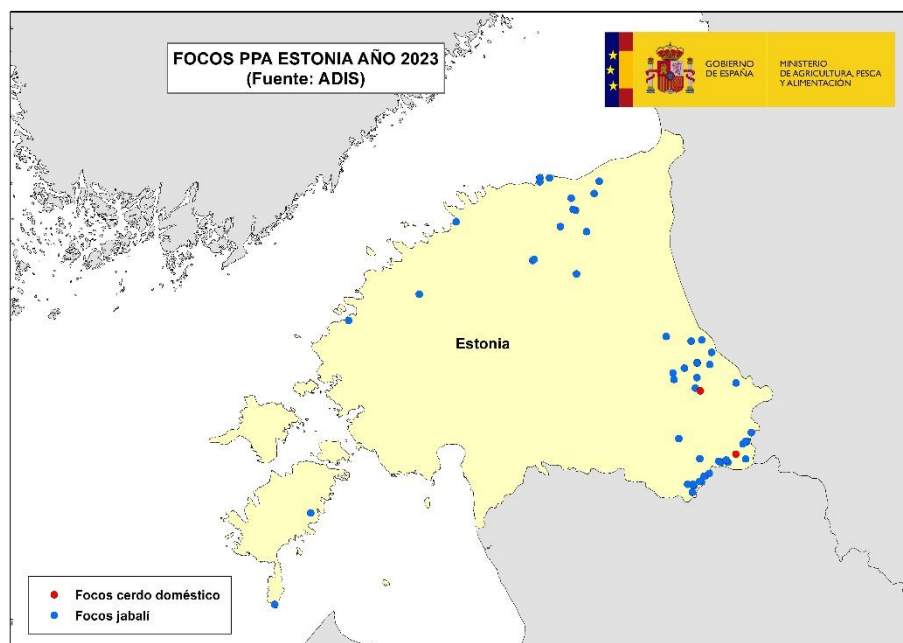 FOCOS PPA ESTONIA AÑO 2023
(Fuente: ADIS)
GOBIERNO
DE ESPAÑA
MINISTERIO
DE AGRICULTURA, PESCA
Y ALIMENTACIÓN
Estonia
Focos cerdo doméstico
Focos jabalí